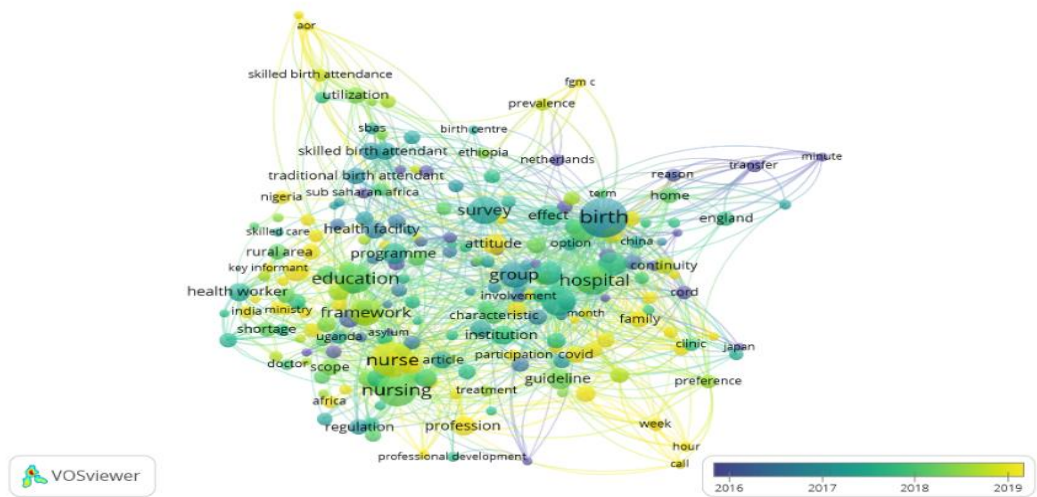 aor
skilled birth attendance
utilization
fgm c
prevalence
sbas
birth centre
skilled birth attendant
ethiopia
netherlands
minute
transfer
reason
traditional birth attendant
sub saharan africa
nigeria
term
home
survey
effect
birth
england
skilled care
health facility
attitude
option
china
rural area
programme
key informant
education
group
hospital
continuity
health worker
involvement
cord
india
ministry
framework
characteristic
month
family
shortage
uganda
asylum
institution
clinic
japan
doctor
scope
nurse
article
participation
covid
guideline
preference
nursing
treatment
africa
regulation
profession
week
professional development
hour
call
VOSviewer
2016 2017 2018 2019